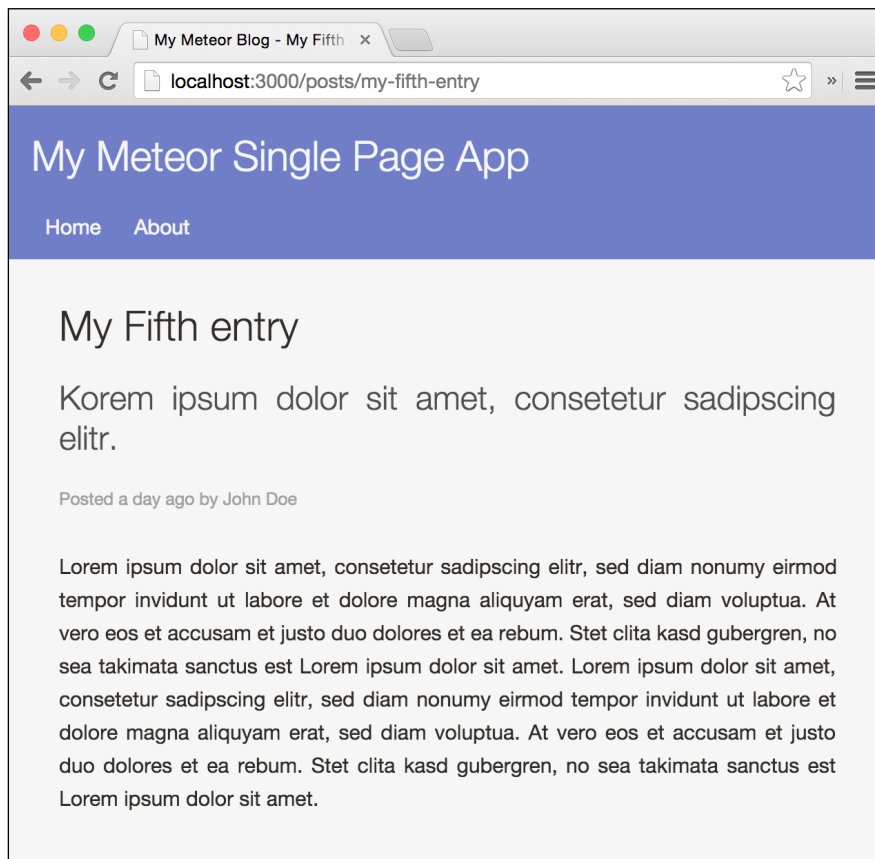 My Meteor Blog - My Fifth
localhost:3000/posts/my-fifth-entry
My Meteor Single Page App
Home About
My Fifth entry
Korem ipsum dolor sit amet, consetetur sadipscing
elitr.
Posted a day ago by John Doe
Lorem ipsum dolor sit amet, consetetur sadipscing elitr, sed diam nonumy eirmod
tempor invidunt ut labore et dolore magna aliquyam erat, sed diam voluptua. At
vero eos et accusam et justo duo dolores et ea rebum. Stet clita kasd gubergren, no
sea takimata sanctus est Lorem ipsum dolor sit amet. Lorem ipsum dolor sit amet,
consetetur sadipscing elitr, sed diam nonumy eirmod tempor invidunt ut labore et
dolore magna aliquyam erat, sed diam voluptua. At vero eos et accusam et justo
duo dolores et ea rebum. Stet clita kasd gubergren, no sea takimata sanctus est
Lorem ipsum dolor sit amet.